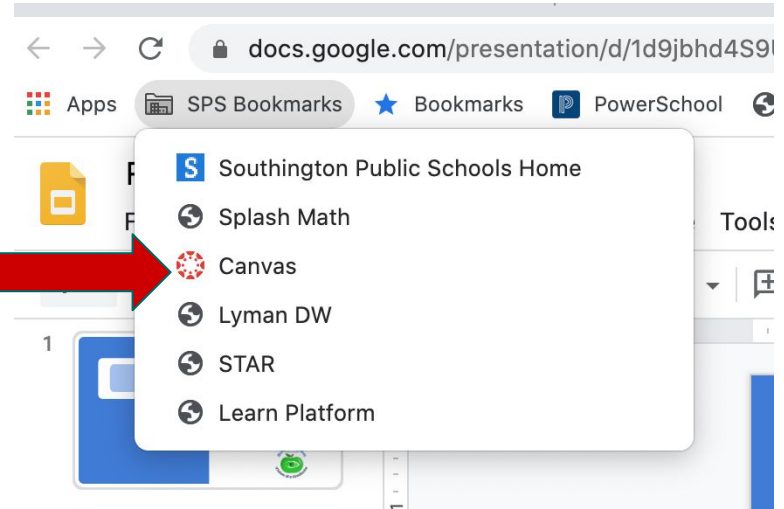 docs.google.com/presentation/d/1d9jbhd4S9
Apps SPS Bookmarks Bookmarks PowerSchool
Southington Public Schools Home
Splash Math
Tools
Canvas
Lyman DW
1
STAR
Learn Platform